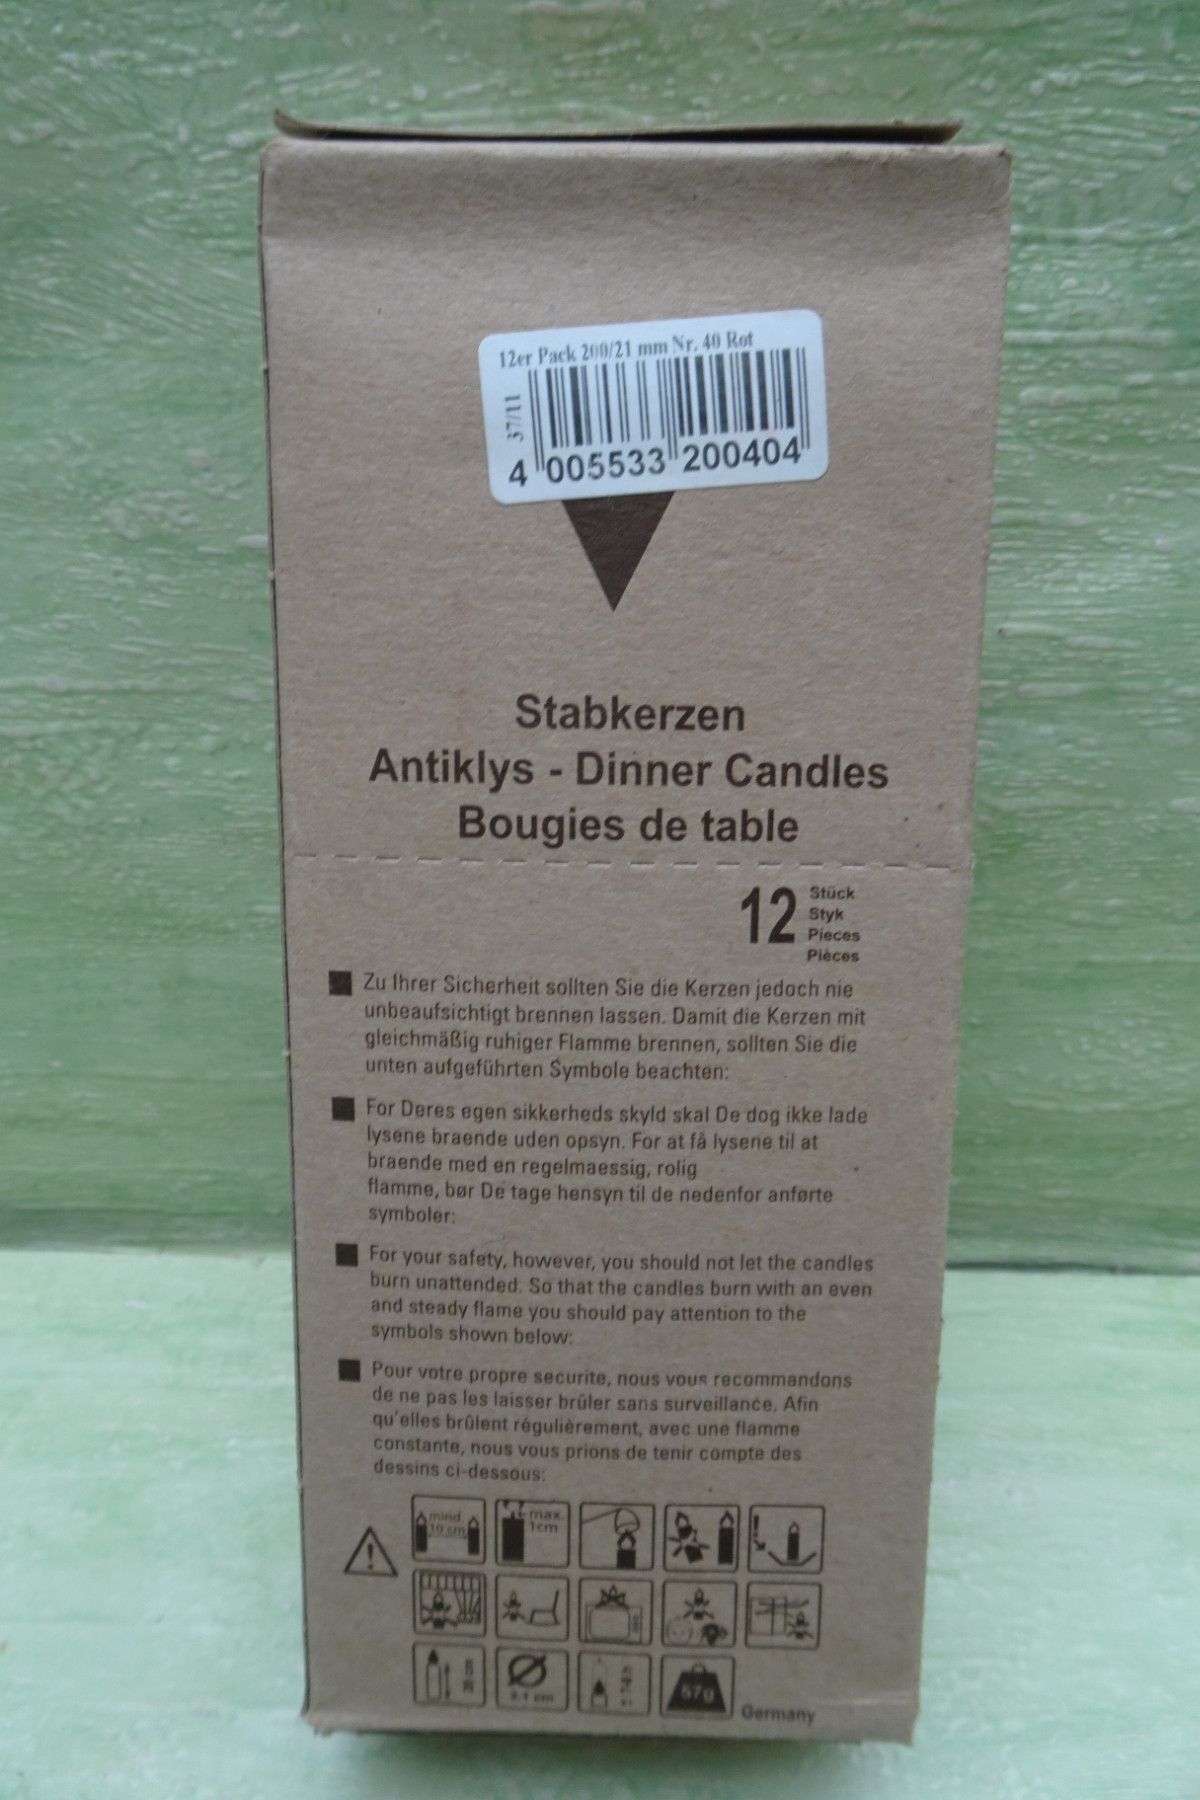 12er Pack 200/21 mm Nr. 40 Rot
37/11
4 005533 200404
Stabkerzen
Antiklys - Dinner Candles
Bougies de table
12 Stück
Styk
Pieces
Pièces
Zu Ihrer Sicherheit sollten Sie die Kerzen jedoch nie
unbeaufsichtigt brennen lassen. Damit die Kerzen mit
gleichmäßig ruhiger Flamme brennen, sollten Sie die
unten aufgeführten Symbole beachten:
For Deres egen sikkerheds skyld skal De dog ikke lade
lysene braende uden opsyn. For at få lysene til at
braende med en regelmaessig, rolig
flamme, bør De tage hensyn til de nedenfor anførte
symboler:
For your safety, however, you should not let the candles
burn unattended. So that the candles burn with an even
and steady flame you should pay attention to the
symbols shown below:
Pour votre propre securite, nous vous recommandons
de ne pas les laisser brûler sans surveillance. Afin
qu'elles brûlent régulièrement, avec une flamme
constante, nous vous prions de tenir compte des
dessins ci-dessous:
mind.
10 cm
max.
1cm
2.1 cm
57g
Germany